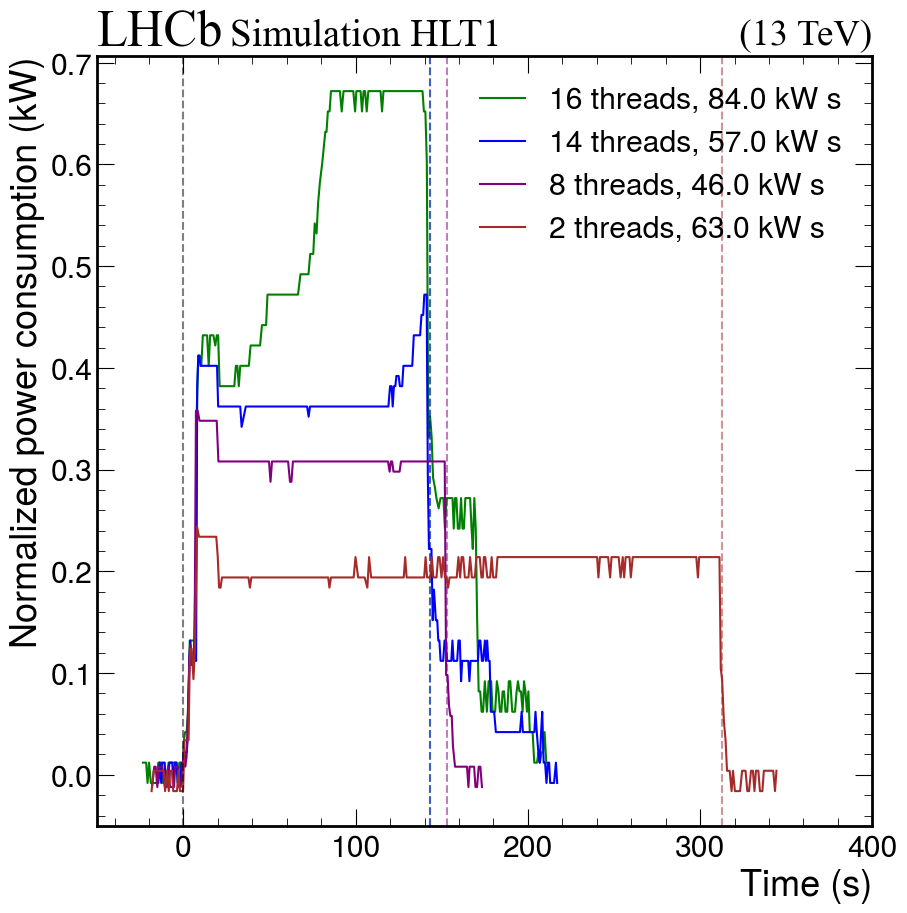 LHCb Simulation HLT1 (13 TeV)
16 threads, 84.0 kW s
14 threads, 57.0 kW s
8 threads, 46.0 kW s
2 threads, 63.0 kW s
Normalized power consumption (kW)
0.7
0.6
0.5
0.4
0.3
0.2
0.1
0.0
0 100 200 300 400
Time (s)